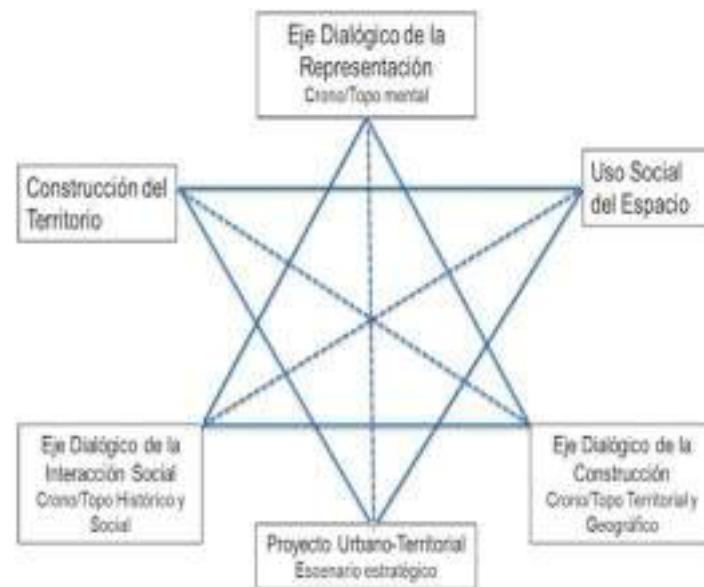 Eje Dialógico de la
Representación
Crono/Topo mental
Construcción del
Territorio
Uso Social
del Espacio
Eje Dialógico de la
Interacción Social
Crono/Topo Histórico y
Social
Eje Dialógico de la
Construcción
Crono/Topo Territorial y
Geográfico
Proyecto Urbano-Territorial
Escenario estratégico